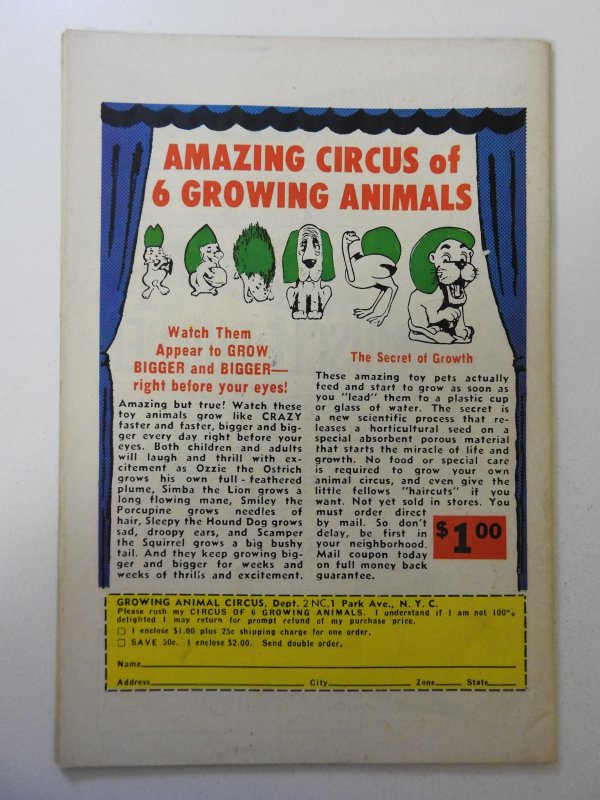 AMAZING CIRCUS of
6 GROWING ANIMALS
Watch Them
Appear to GROW
BIGGER and BIGGER—
right before your eyes!
Amazing but true! Watch these
toy animals grow like CRAZY
faster and faster, bigger and big-
ger every day right before your
eyes. Both children and adults
will laugh and thrill with ex-
citement as Ozzie the Ostrich
grows his own full - feathered
plume, Simba the Lion grows a
long flowing mane, Smiley the
Porcupine grows needles of
hair, Sleepy the Hound Dog grows
sad, droopy ears, and Scamper
the Squirrel grows a big bushy
tail. And they keep growing big-
ger and bigger for weeks and
weeks of thrills and excitement.
The Secret of Growth
These amazing toy pets actually
feed and start to grow as soon as
you "lead" them to a plastic cup
or glass of water. The secret is
a new scientific process that re-
leases a horticultural seed on a
special absorbent porous material
that starts the miracle of life and
growth. No food or special care
is required to grow your own
animal circus, and even give the
little fellows "haircuts" if you
want. Not yet sold in stores. You
must order direct
by mail. So don't
delay, be first in
your neighborhood.
Mail coupon today
on full money back
guarantee.
$1.00
GROWING ANIMAL CIRCUS, Dept. 2NC,1 Park Ave., N. Y. C.
Please rush my CIRCUS OF 6 GROWING ANIMALS. I understand if I am not 100%
delighted I may return for prompt refund of my purchase price.
I enclose $1.00 plus 25c shipping charge for one order.
SAVE 50c. I enclose $2.00. Send double order.
Name
Address City Zone State